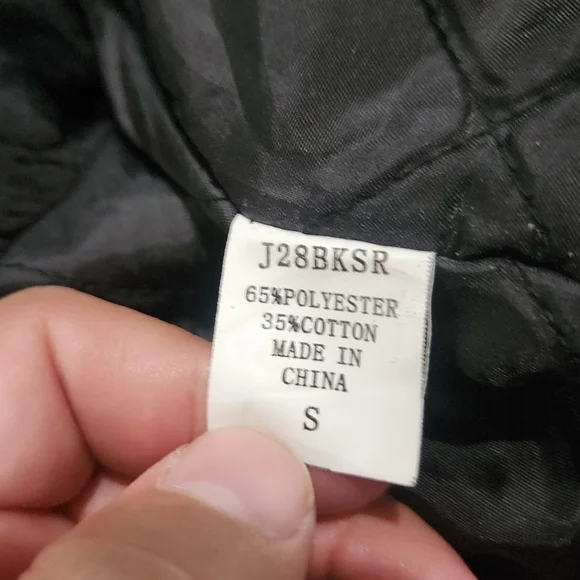 J28BKSR
65%POLYESTER
35%COTTON
MADE IN
CHINA
S